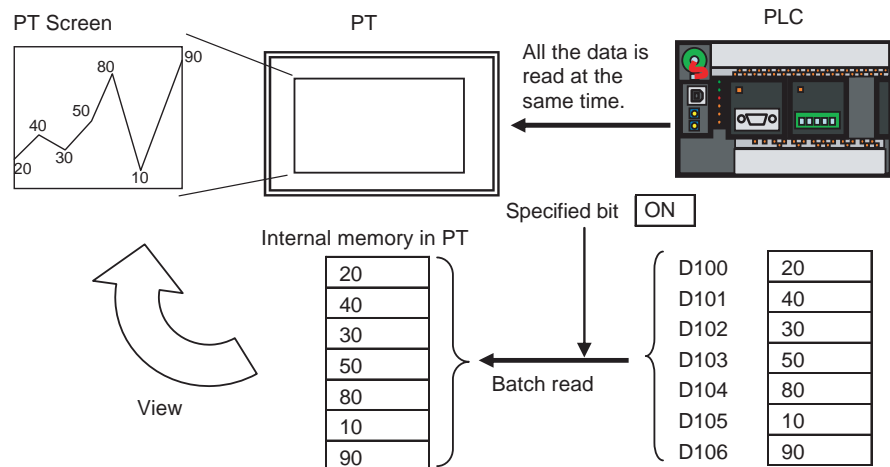 PT Screen
PT
PLC
90
80
50
40
30
20
10
All the data is
read at the
same time.
Specified bit
ON
Internal memory in PT
20
40
30
50
80
10
90
Batch read
D100 20
D101 40
D102 30
D103 50
D104 80
D105 10
D106 90
View